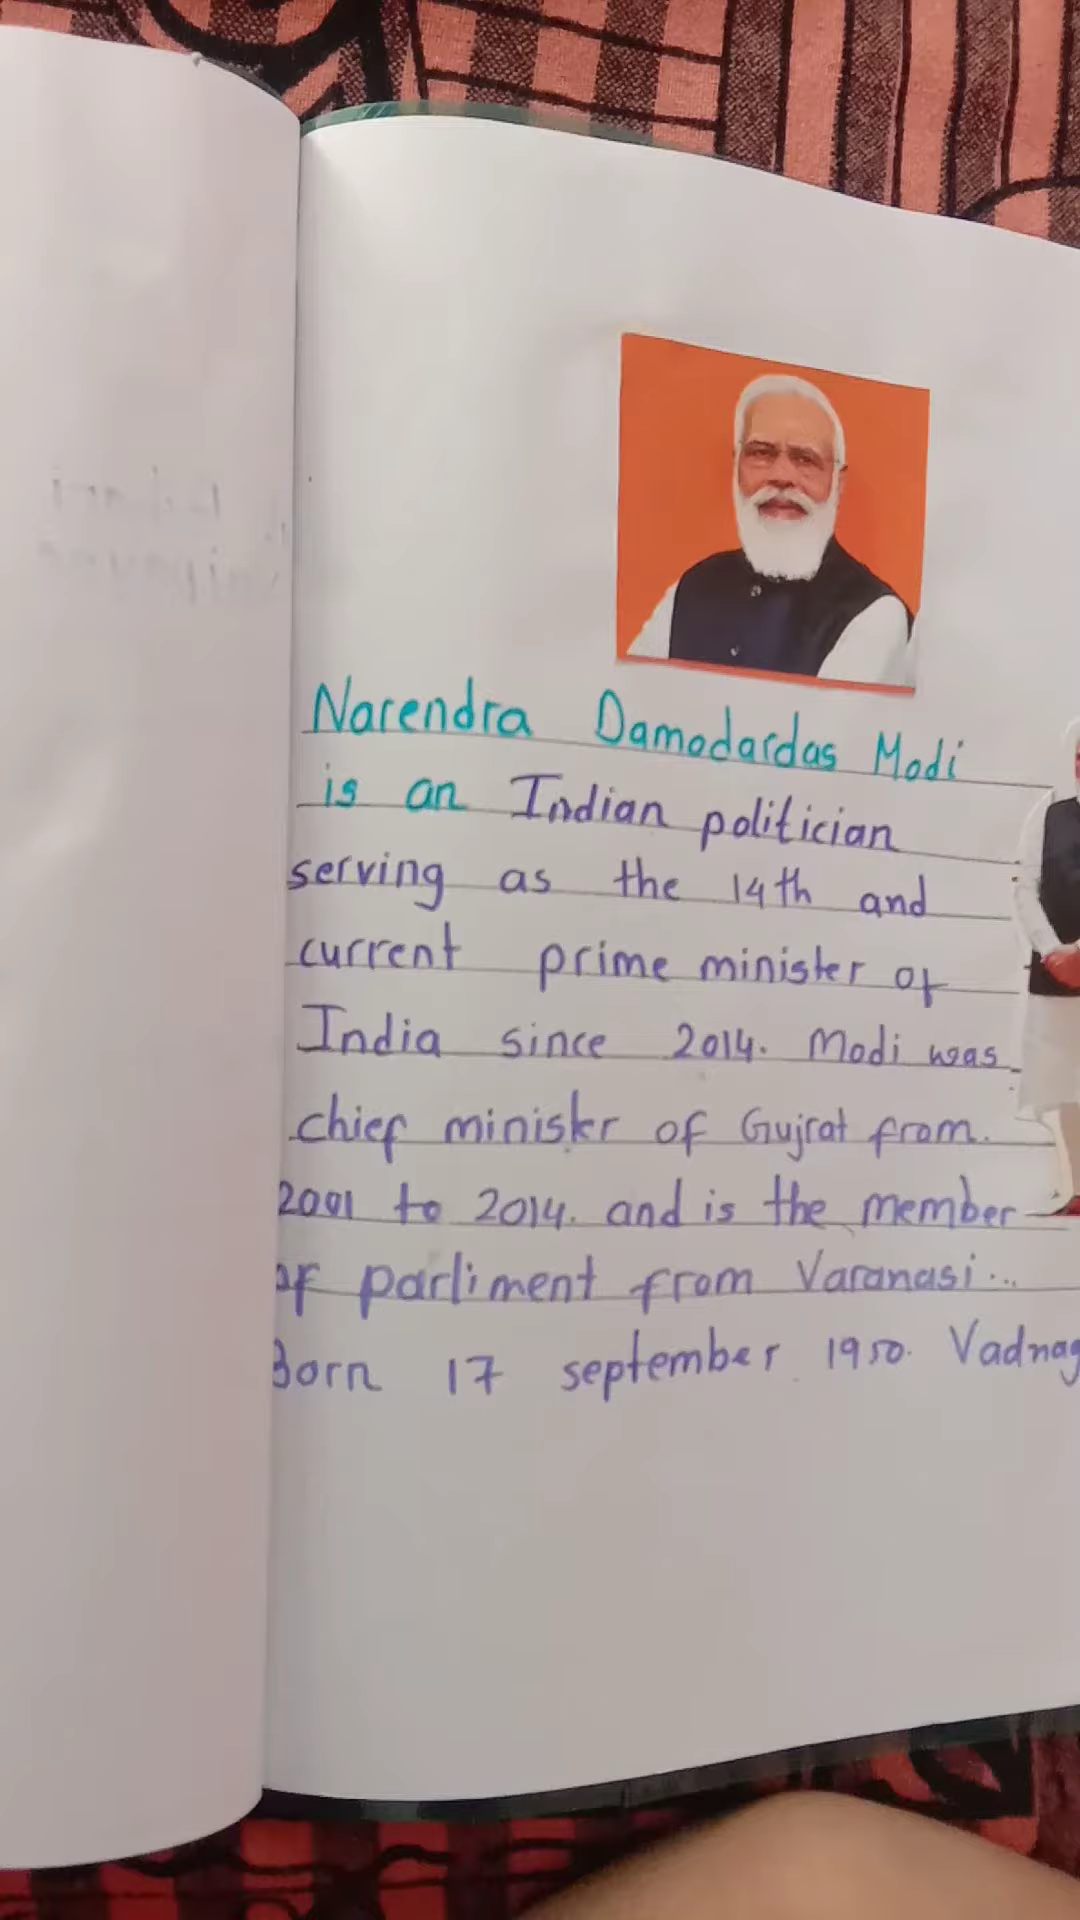 Narendra Damodardas Modi
is an Indian politician
serving as the 14th and
current prime minister of
India since 2014. Modi was
chief minister of Gujrat from.
2001 to 2014. and is the member
of parliment from Varanasi...
Born 17 september 1950. Vadnag